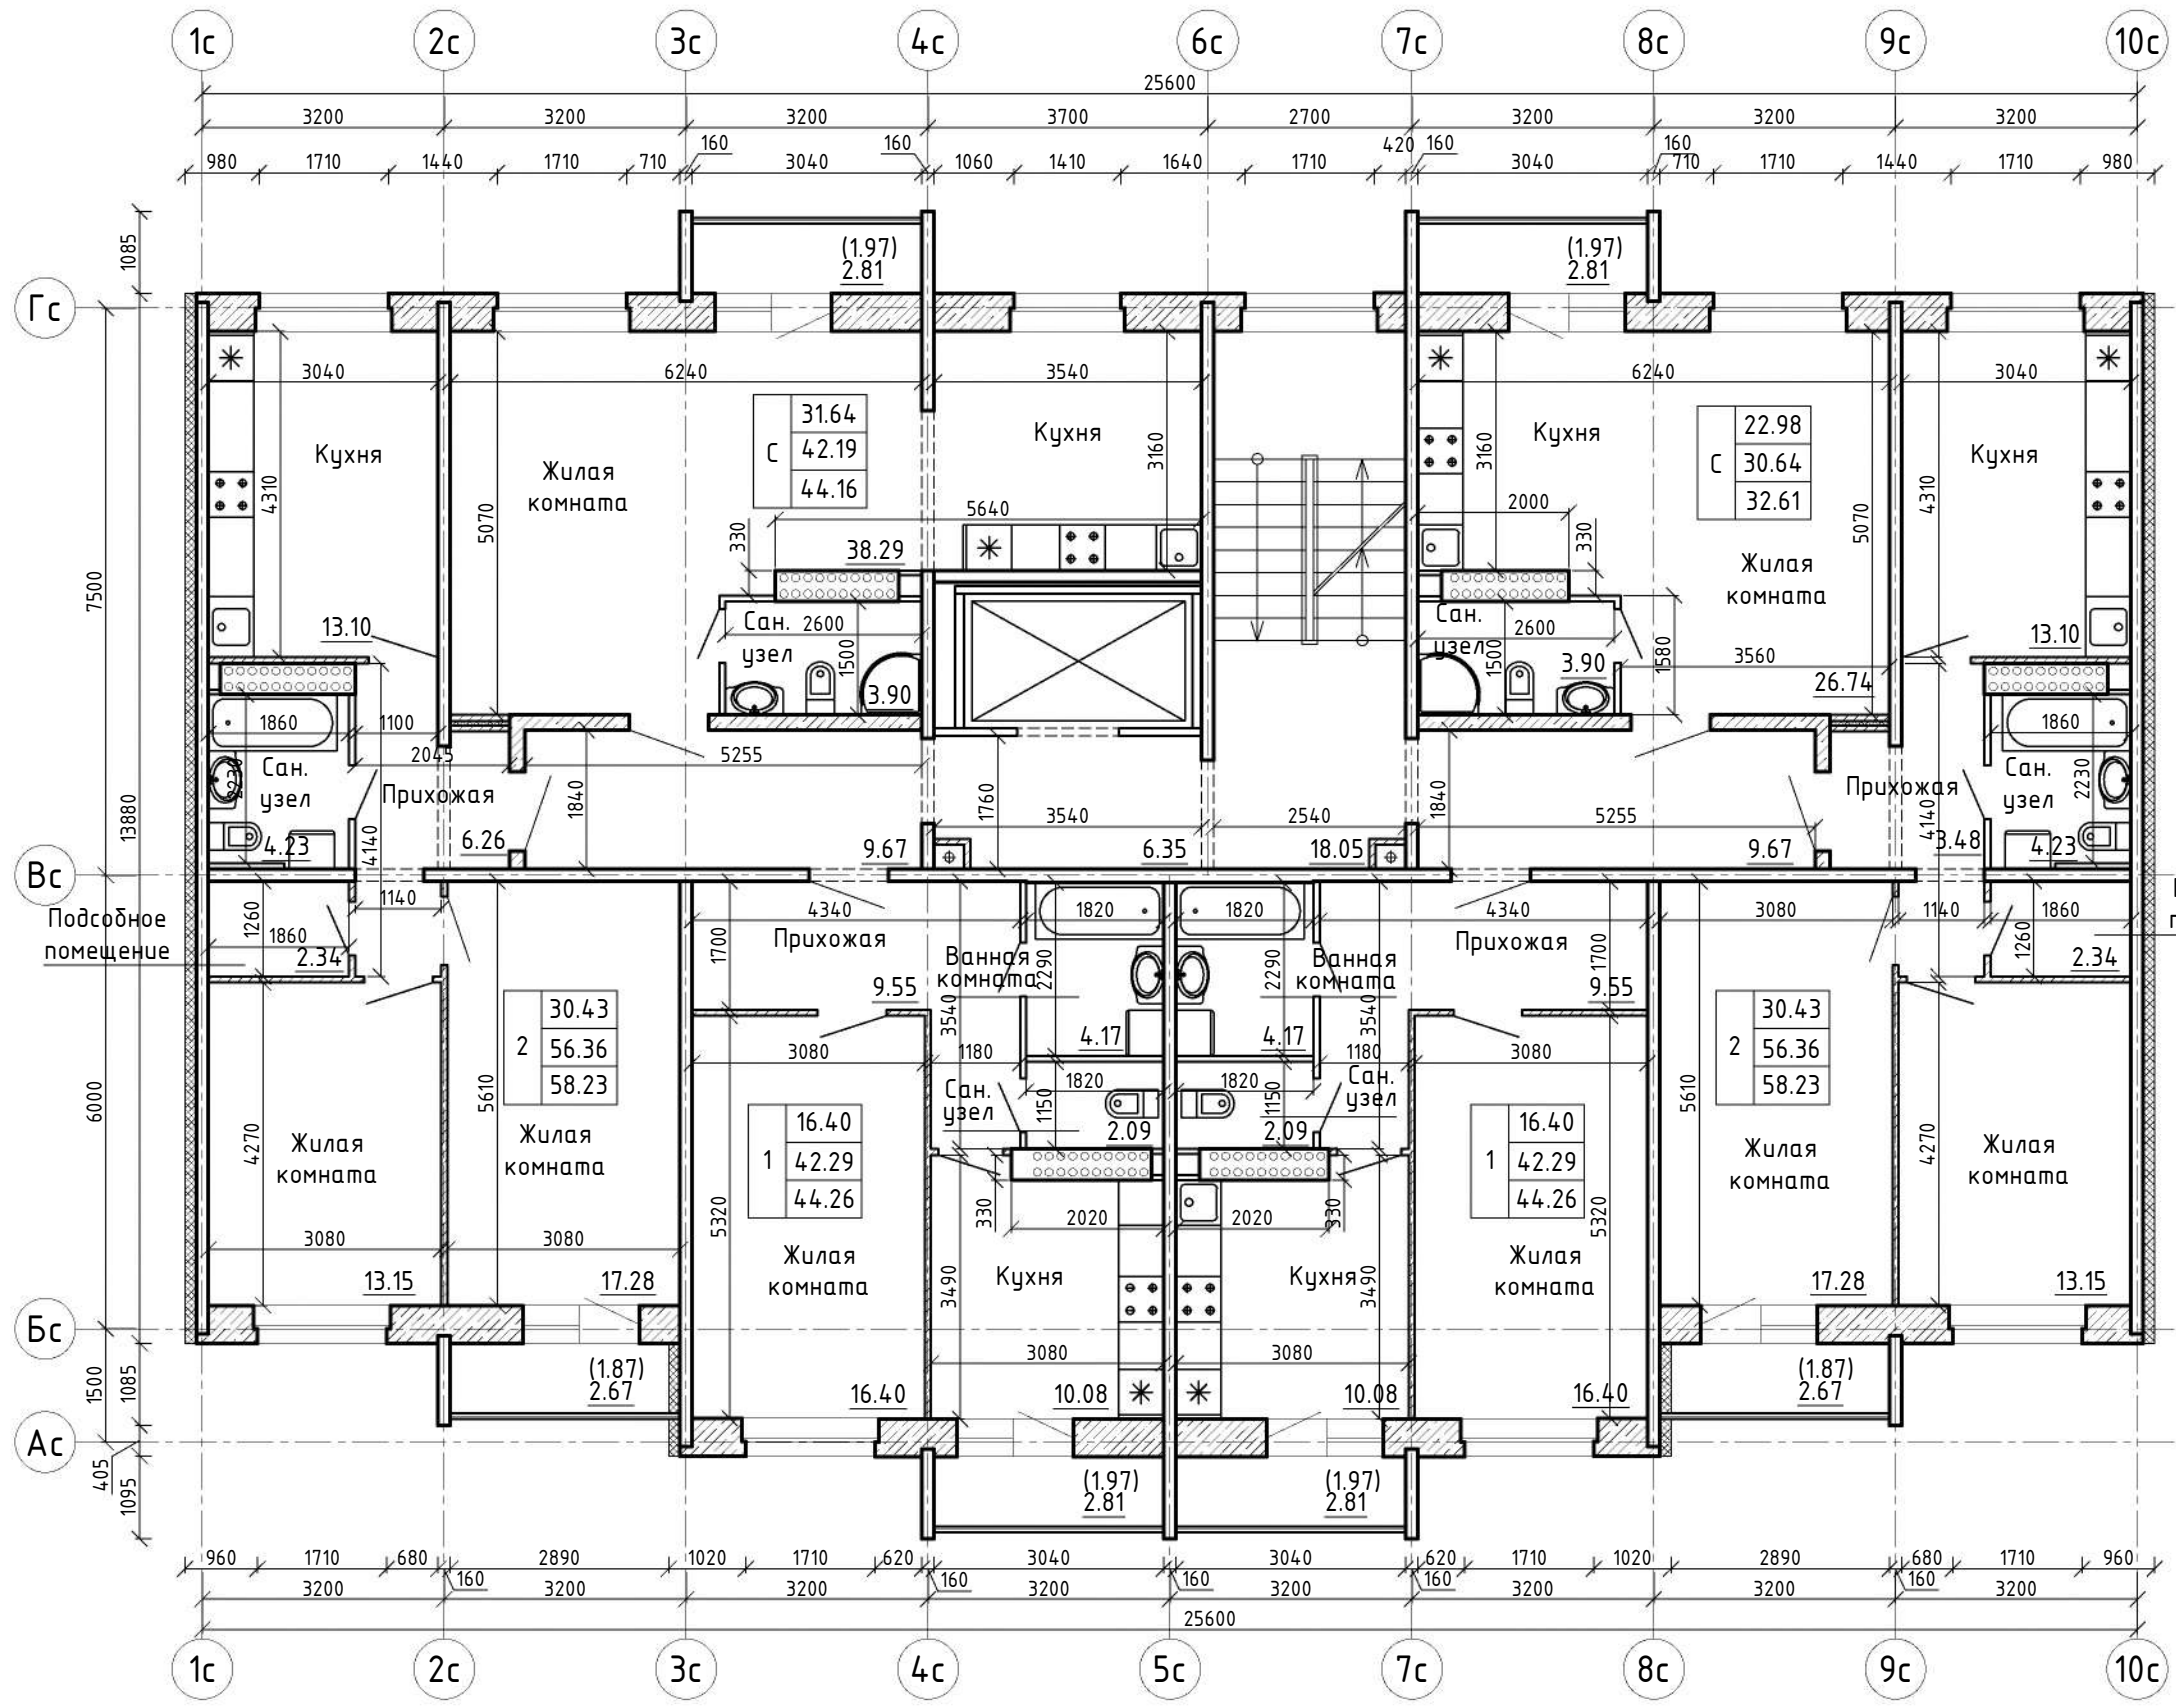 1с 2с 3с 4с 6с 7с 8с 9с 10с
25600
3200 3200 3200 3700 2700 3200 3200 3200
160 160 420 160 160
980 1710 1440 1710 710 3040 1060 1410 1640 1710 3040 710 1710 1440 1710 980
1085
(1.97)
2.81
(1.97)
2.81
Гс
3040 6240 3540 6240 3040
Кухня
4310
13.10
Жилая
комната
5070
С
31.64
42.19
44.16
Кухня
3160
5640
330
38.29
Кухня
3160
2000
330
С
22.98
30.64
32.61
Жилая
комната
5070
Кухня
4310
13.10
7500
13880
Сан.
узел
2600
1500
3.90
Сан.
узел
2600
1500
3.90
1580
3560
26.74
1860 1100
2045 5255
Сан.
узел
2230
4.23
Прихожая
6.26
4140
1840
9.67
1760
3540 2540 5255
6.35
18.05
1840
9.67
Прихожая
4140
3.48
1860
Сан.
узел
2230
4.23
Вс
Подсобное
помещение
1260
1860
2.34
1140
4340
Прихожая
1700
9.55
Ванная
комната
2290
3540
1820
4.17
1820
2290
4.17
Ванная
комната
3540
4340
Прихожая
1700
9.55
3080 1140 1860
1260
2.34
6000
2
30.43
56.36
58.23
5610
4270
Жилая
комната
Жилая
комната
3080 3080
13.15
17.28
3080 1180
1
16.40
42.29
44.26
5320
Жилая
комната
16.40
Сан.
узел
1820
1150
2.09
330
2020
Кухня
3490
3080
10.08
1820
1150
2.09
Сан.
узел
1180 3080
330
2020
Кухня
3490
3080
10.08
1
16.40
42.29
44.26
5320
Жилая
комната
16.40
2
30.43
56.36
58.23
5610
4270
Жилая
комната
Жилая
комната
17.28
13.15
Бс
1500
1085
(1.87)
2.67
(1.87)
2.67
Ас
405
1095
(1.97)
2.81
(1.97)
2.81
960 1710 680 2890 1020 1710 620 3040 3040 620 1710 1020 2890 680 1710 960
160 160 160 160 160
3200 3200 3200 3200 3200 3200 3200 3200
25600
1с 2с 3с 4с 5с 7с 8с 9с 10с